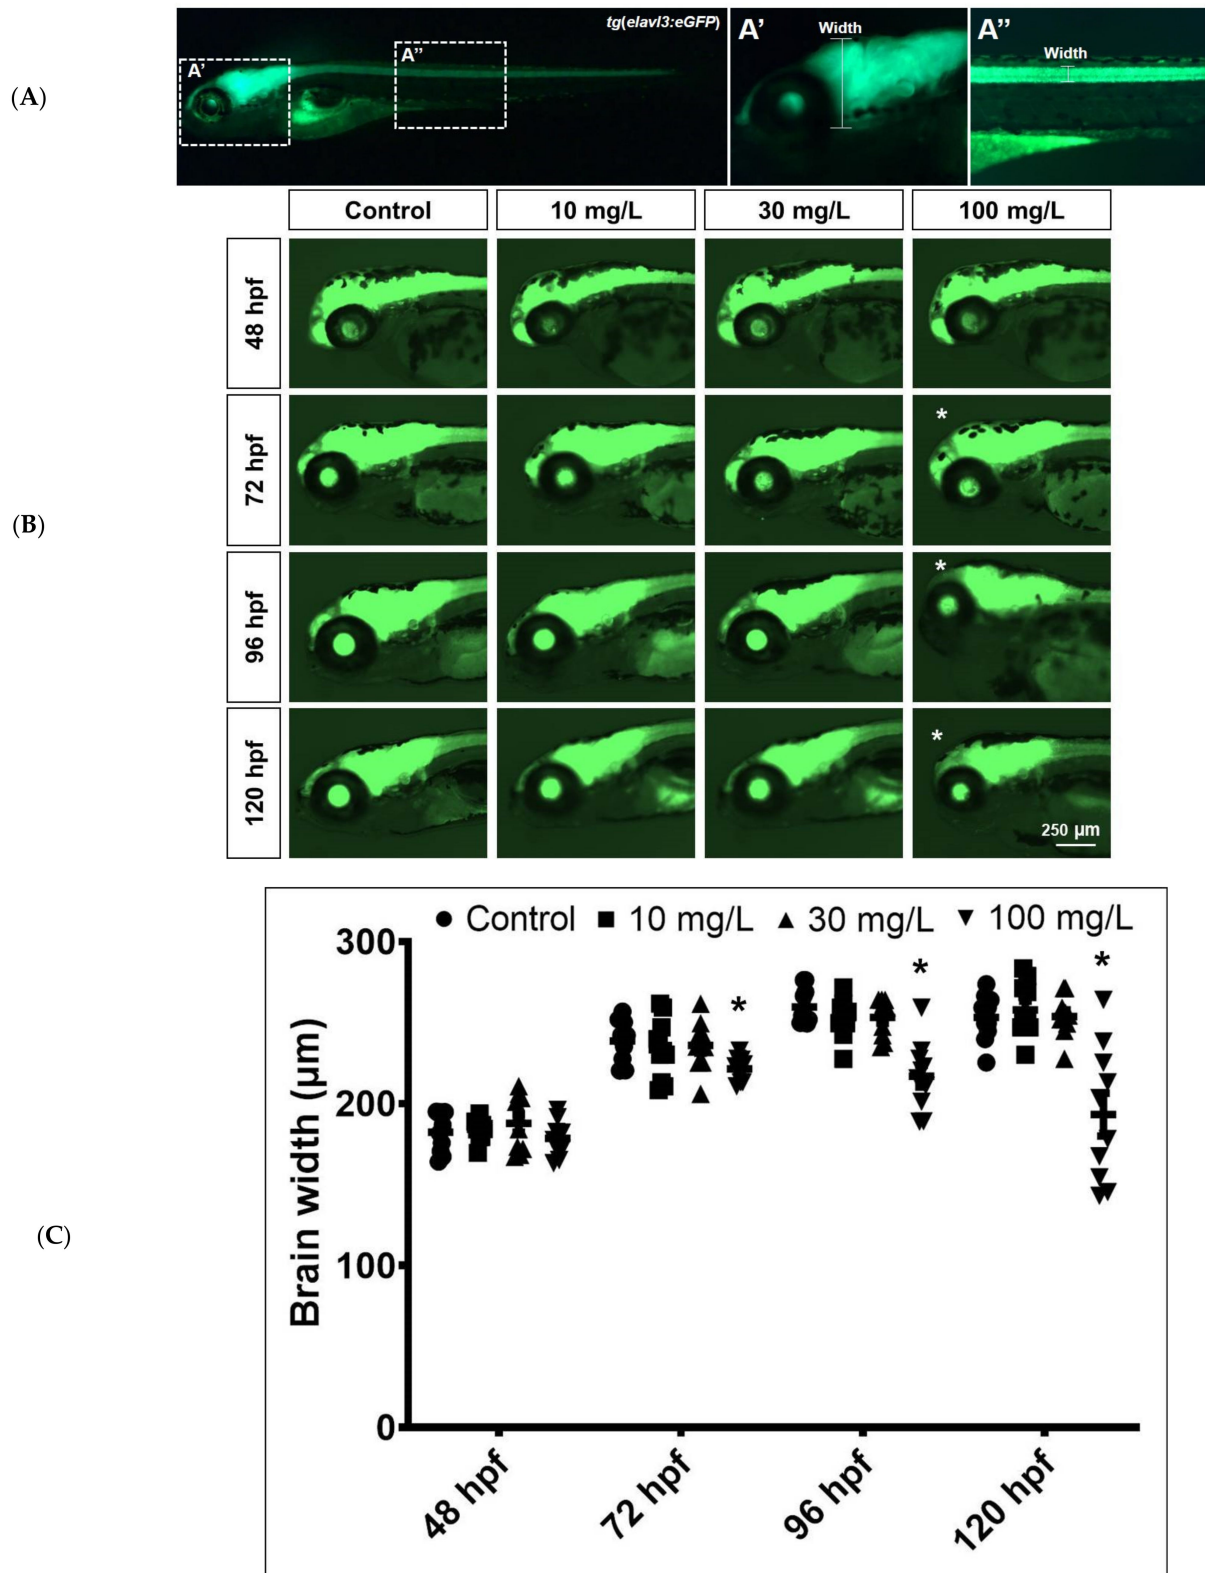 (A)
tg(elavl3:eGFP)
A'
A''
A'
Width
A''
Width
(B)
Control
10 mg/L
30 mg/L
100 mg/L
48 hpf
72 hpf
*
96 hpf
*
120 hpf
*
250 µm
(C)
Control
10 mg/L
30 mg/L
100 mg/L
Brain width (µm)
300
200
100
0
*
*
*
48 hpf
72 hpf
96 hpf
120 hpf